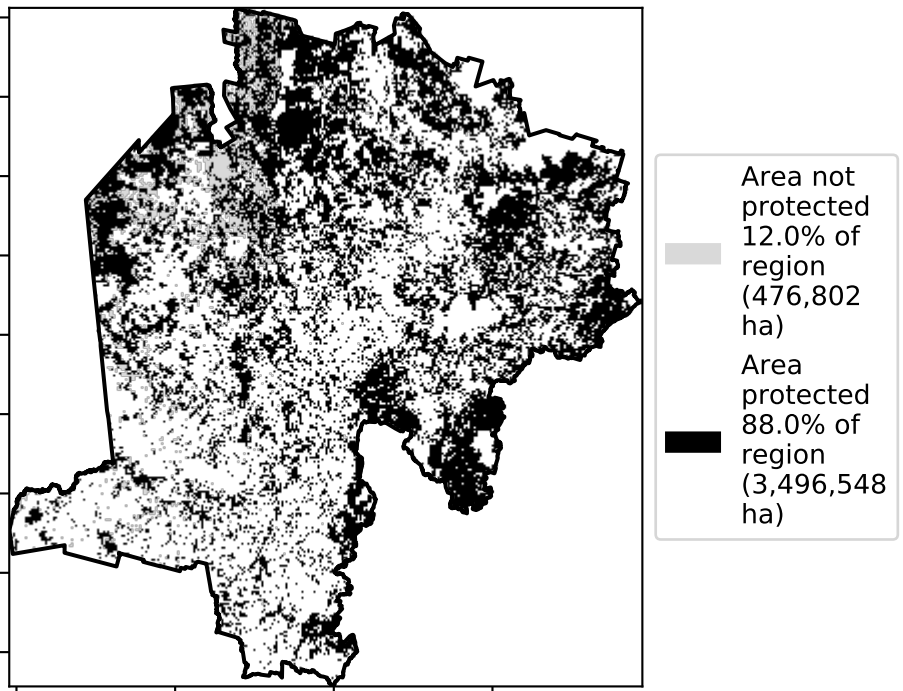 Area not
protected
12.0% of
region
(476,802
ha)
Area
protected
88.0% of
region
(3,496,548
ha)